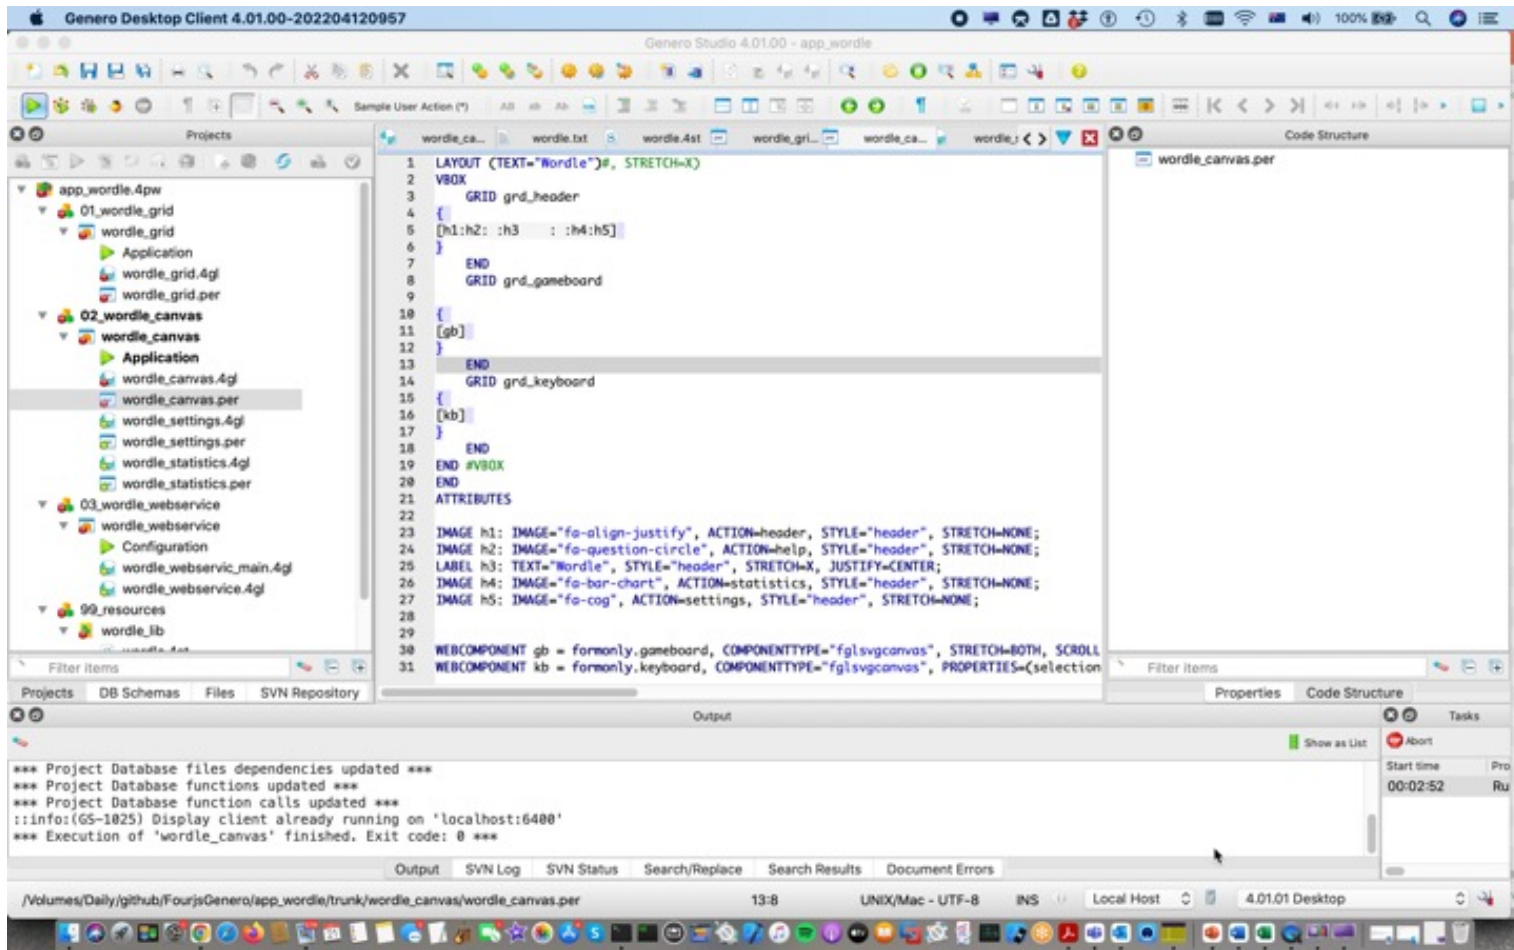 Genero Desktop Client 4.01.00-202204120957
100%
Genero Studio 4.01.00 - app_wordle
Sample User Action (*)
Projects
wordle_ca...
wordle.txt
wordle.4st
wordle_gri...
wordle_ca...
Code Structure
app_wordle.4pw
01_wordle_grid
wordle_grid
Application
wordle_grid.4gl
wordle_grid.per
02_wordle_canvas
wordle_canvas
Application
wordle_canvas.4gl
wordle_canvas.per
wordle_settings.4gl
wordle_settings.per
wordle_statistics.4gl
wordle_statistics.per
03_wordle_webservice
wordle_webservice
Configuration
wordle_webservic_main.4gl
wordle_webservice.4gl
99_resources
wordle_lib
Filter items
Projects DB Schemas Files SVN Repository
1 LAYOUT (TEXT="Wordle")#, STRETCH=X)
2 VBOX
3 GRID grd_header
4 {
5 [h1:h2: :h3 : :h4:h5]
6 }
7 END
8 GRID grd_gameboard
9
10 {
11 [gb]
12 }
13 END
14 GRID grd_keyboard
15 {
16 [kb]
17 }
18 END
19 END #VBOX
20 END
21 ATTRIBUTES
22
23 IMAGE h1: IMAGE="fa-align-justify", ACTION=header, STYLE="header", STRETCH=NONE;
24 IMAGE h2: IMAGE="fa-question-circle", ACTION=help, STYLE="header", STRETCH=NONE;
25 LABEL h3: TEXT="Wordle", STYLE="header", STRETCH=X, JUSTIFY=CENTER;
26 IMAGE h4: IMAGE="fa-bar-chart", ACTION=statistics, STYLE="header", STRETCH=NONE;
27 IMAGE h5: IMAGE="fa-cog", ACTION=settings, STYLE="header", STRETCH=NONE;
28
29
30 WEBCOMPONENT gb = formonly.gameboard, COMPONENTTYPE="fglsvgcanvas", STRETCH=BOTH, SCROLL
31 WEBCOMPONENT kb = formonly.keyboard, COMPONENTTYPE="fglsvgcanvas", PROPERTIES=(selection
wordle_canvas.per
Filter items
Properties Code Structure
Output
Show as List
*** Project Database files dependencies updated ***
*** Project Database functions updated ***
*** Project Database function calls updated ***
::info:(GS-1025) Display client already running on 'localhost:6400'
*** Execution of 'wordle_canvas' finished. Exit code: 0 ***
Output SVN Log SVN Status Search/Replace Search Results Document Errors
Tasks
Abort
Start time Pro
00:02:52 Ru
/Volumes/Daily/github/FourjsGenero/app_wordle/trunk/wordle_canvas/wordle_canvas.per 13:8 UNIX/Mac - UTF-8 INS Local Host 4.01.01 Desktop